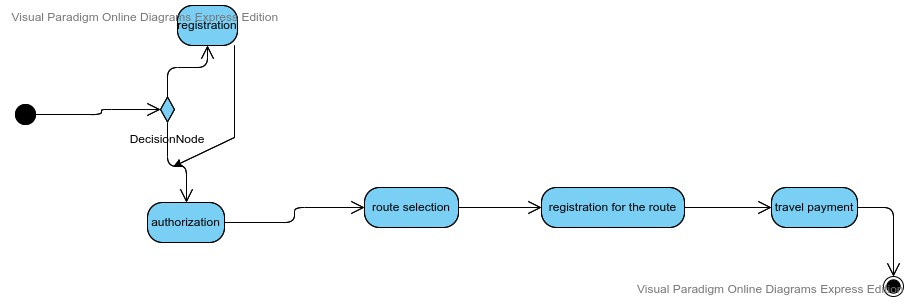 Visual Paradigm Online Diagrams Express Edition
registration
DecisionNode
authorization
route selection
registration for the route
travel payment
Visual Paradigm Online Diagrams Express Edition